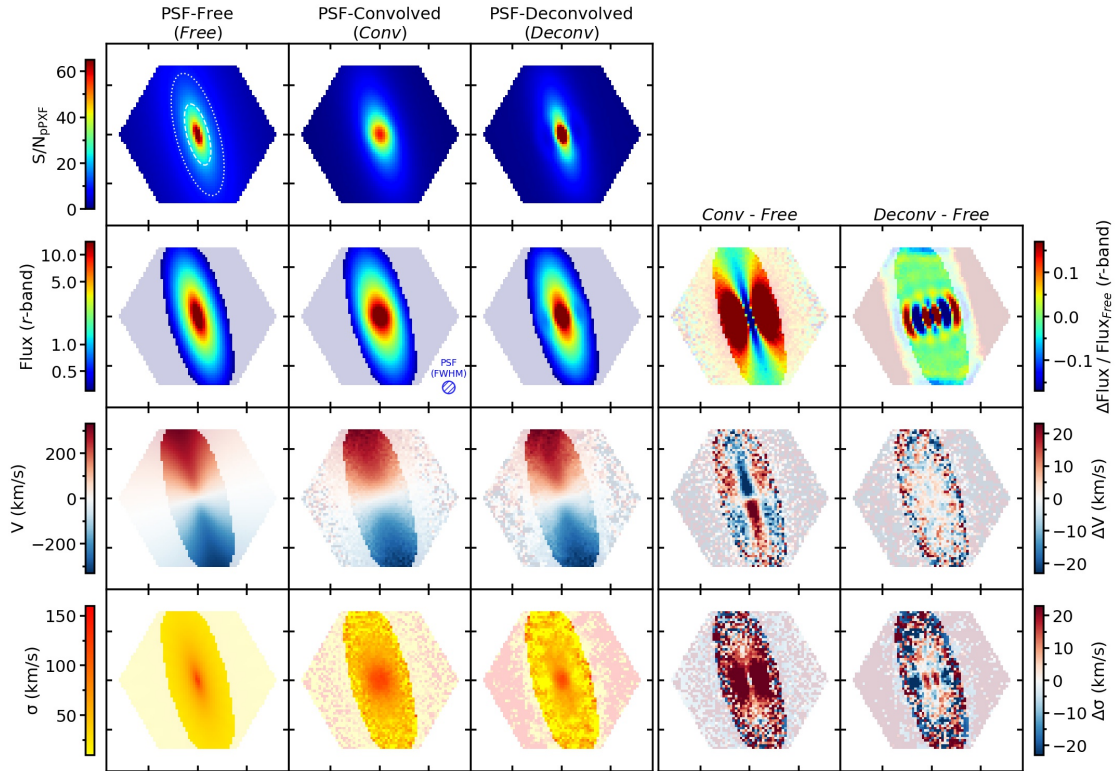 PSF-Free
(Free)
PSF-Convolved
(Conv)
PSF-Deconvolved
(Deconv)
S/NpPXF
60
40
20
0
Conv - Free
Deconv - Free
Flux (r-band)
10.0
5.0
1.0
0.5
PSF
(FWHM)
0.1
0.0
−0.1
ΔFlux / FluxFree (r-band)
V (km/s)
200
0
−200
20
10
0
−10
−20
ΔV (km/s)
σ (km/s)
150
100
50
20
10
0
−10
−20
Δσ (km/s)